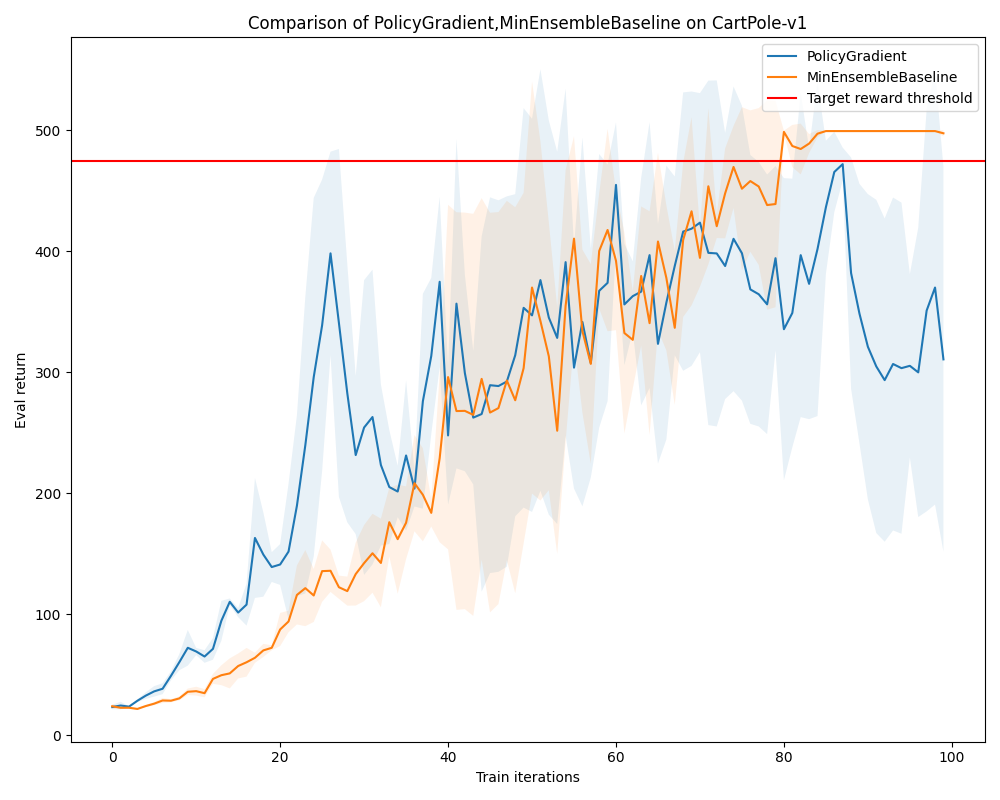 Comparison of PolicyGradient,MinEnsembleBaseline on CartPole-v1
PolicyGradient
MinEnsembleBaseline
Target reward threshold
500
400
300
200
100
0
Eval return
0 20 40 60 80 100
Train iterations